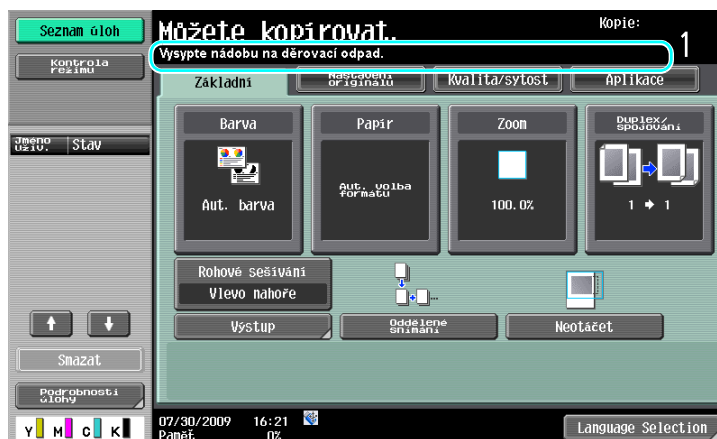 Seznam úloh
Můžete kopírovat.
Kopie:
1
Vysypte nádobu na děrovací odpad.
Kontrola
režimu
Základní
Nastavení
originálu
Kvalita/sytost
Aplikace
Jméno
uživ.
Stav
Barva
Papír
Zoom
Duplex/
spojování
Aut. barva
Aut. volba
formátu
100.0%
1 → 1
Rohové sešívání
Vlevo nahoře
Výstup
Oddělené
snímání
Neotáčet
Smazat
Podrobnosti
úlohy
Y M C K
07/30/2009 16:21
Paměť 0%
Language Selection